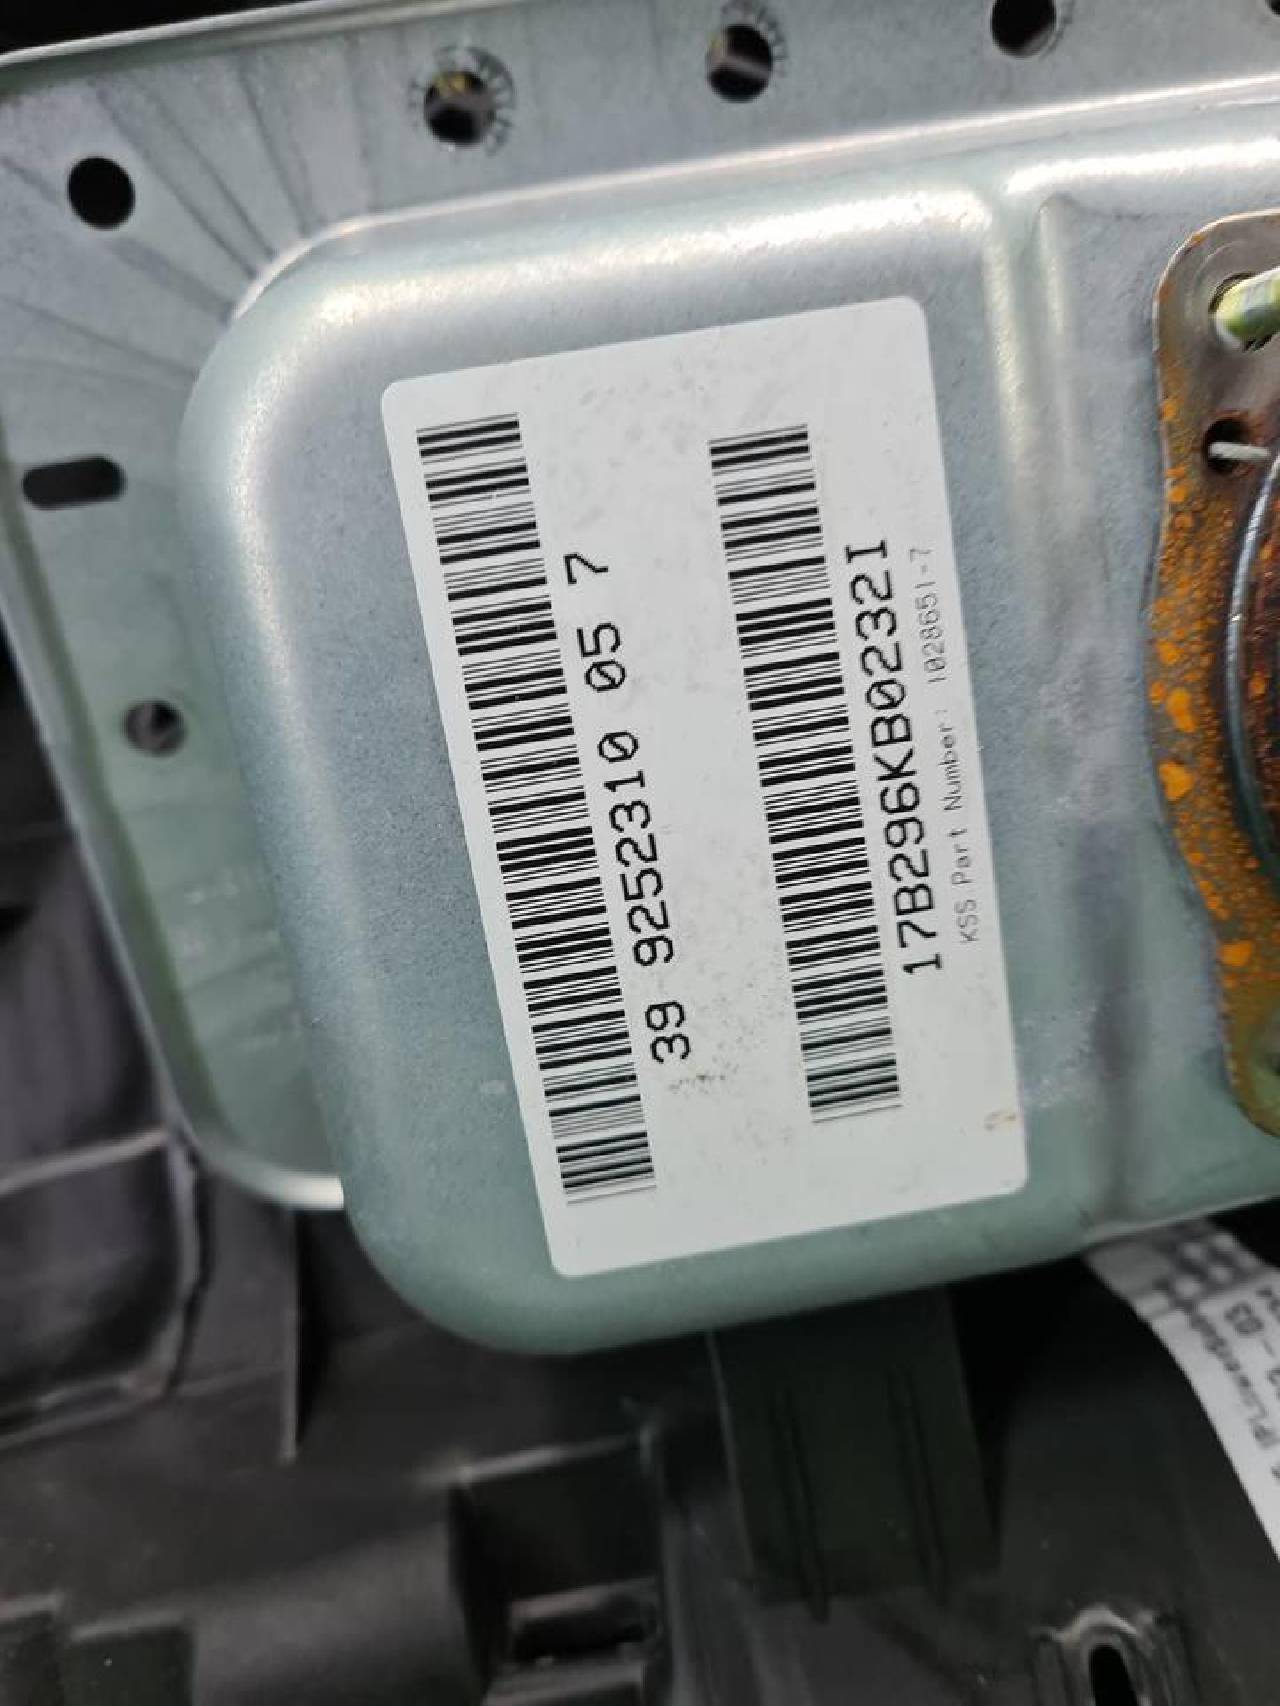 39 9252310 05 7
17B296KB0232I
KSS Part Number: 1028651-7